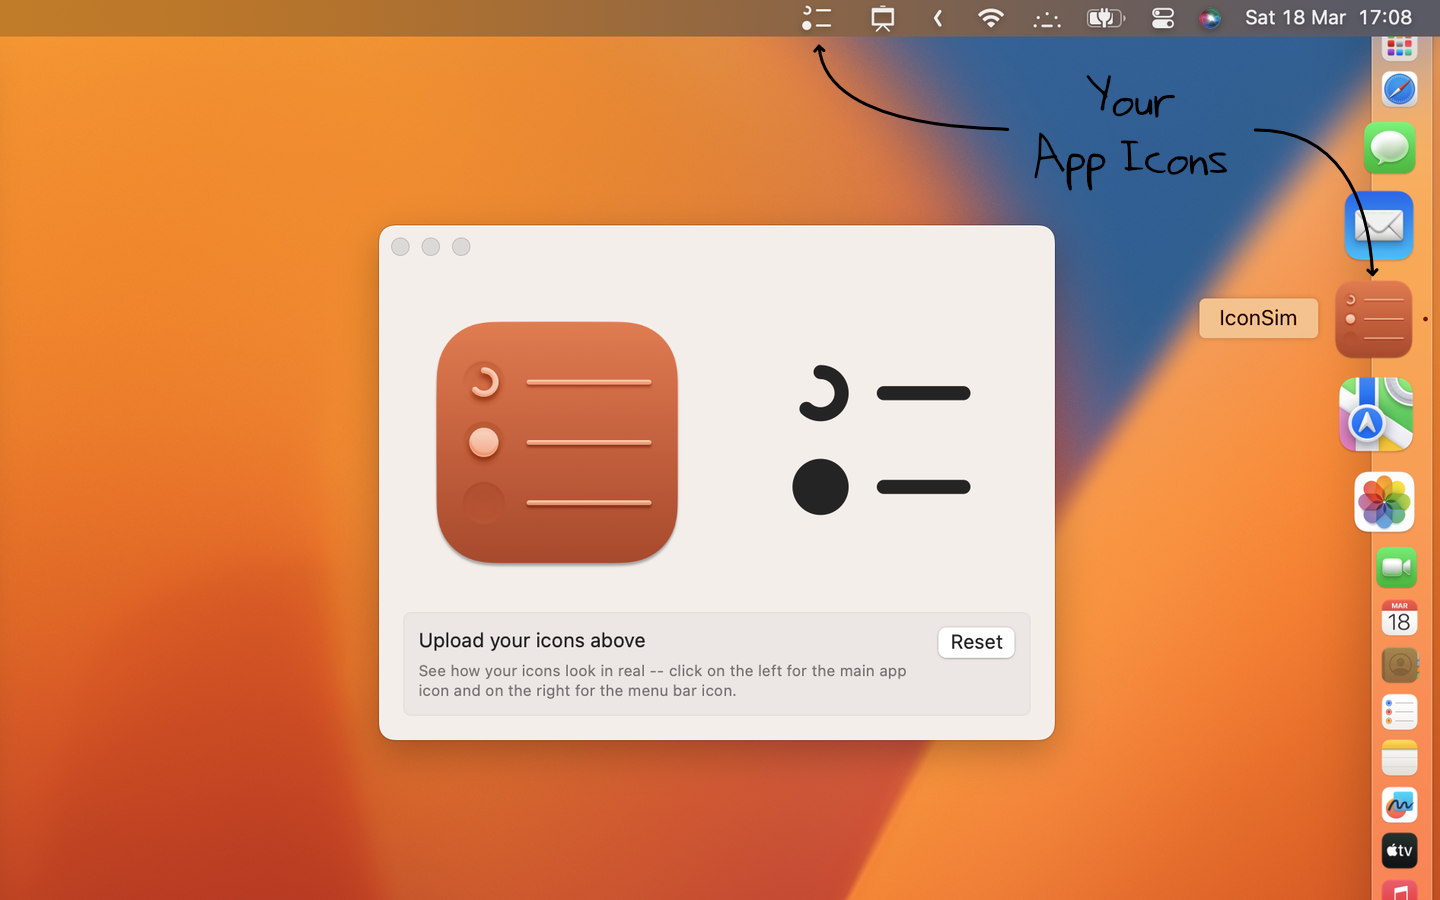 Sat 18 Mar 17:08
Your
App Icons
IconSim
MAR
18
Upload your icons above
Reset
See how your icons look in real -- click on the left for the main app
icon and on the right for the menu bar icon.
tv